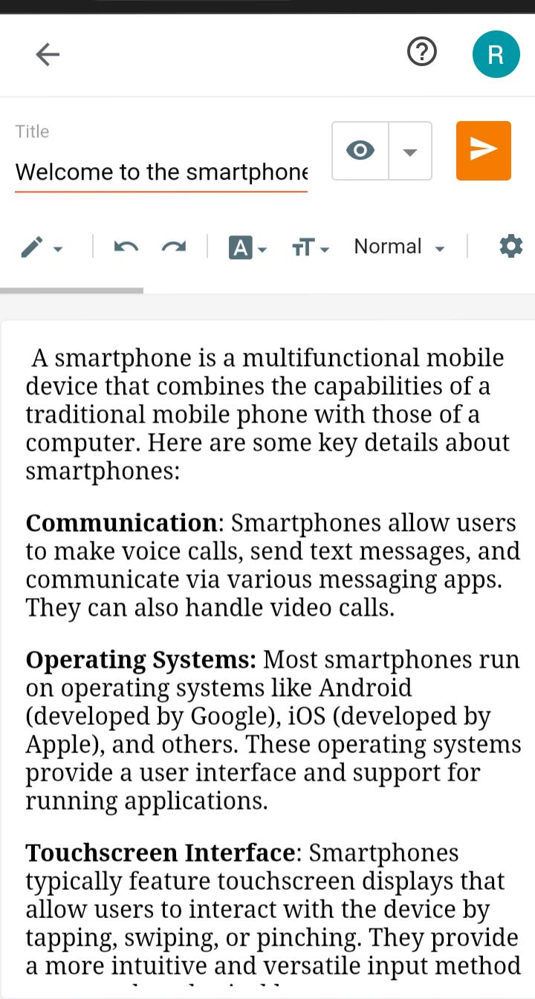 R
Title
Welcome to the smartphone
A
TT
Normal
A smartphone is a multifunctional mobile
device that combines the capabilities of a
traditional mobile phone with those of a
computer. Here are some key details about
smartphones:
Communication: Smartphones allow users
to make voice calls, send text messages, and
communicate via various messaging apps.
They can also handle video calls.
Operating Systems: Most smartphones run
on operating systems like Android
(developed by Google), iOS (developed by
Apple), and others. These operating systems
provide a user interface and support for
running applications.
Touchscreen Interface: Smartphones
typically feature touchscreen displays that
allow users to interact with the device by
tapping, swiping, or pinching. They provide
a more intuitive and versatile input method